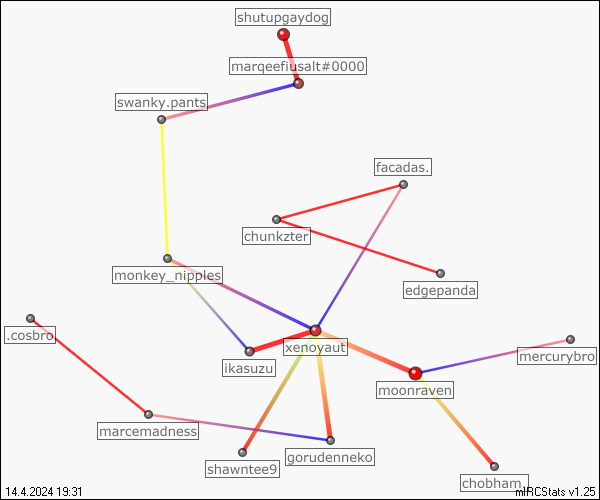 shutupgaydog
marqeefiusalt#0000
swanky.pants
facadas.
chunkzter
monkey_nipples
edgepanda
.cosbro
xenoyaut
mercurybro
ikasuzu
moonraven
marcemadness
gorudenneko
shawntee9
chobham_
14.4.2024 19:31
mIRCStats v1.25